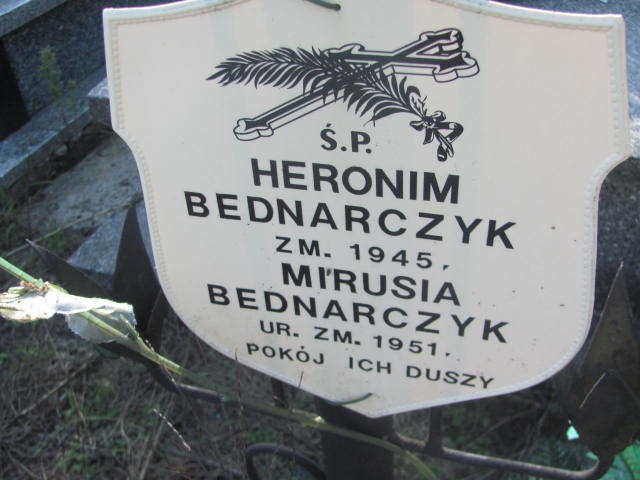 Ś.P.
HERONIM
BEDNARCZYK
ZM. 1945.
MIRUSIA
BEDNARCZYK
UR. ZM. 1951.
POKÓJ ICH DUSZY